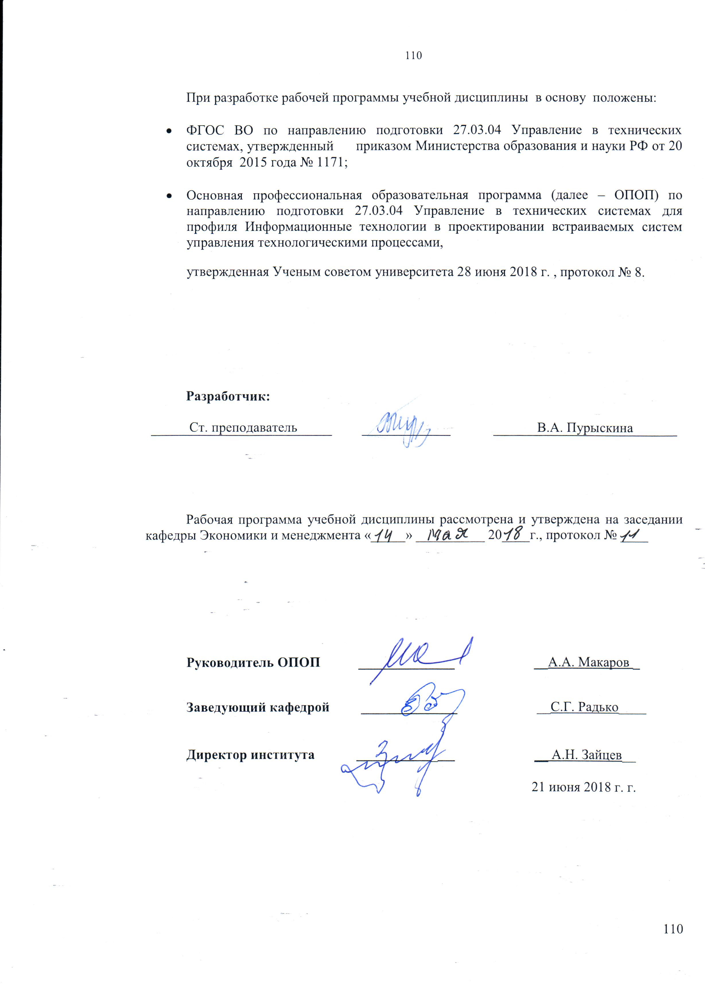 110
При разработке рабочей программы учебной дисциплины в основу положены:
• ФГОС ВО по направлению подготовки 27.03.04 Управление в технических
системах, утвержденный приказом Министерства образования и науки РФ от 20
октября 2015 года № 1171;
• Основная профессиональная образовательная программа (далее – ОПОП) по
направлению подготовки 27.03.04 Управление в технических системах для
профиля Информационные технологии в проектировании встраиваемых систем
управления технологическими процессами,
утвержденная Ученым советом университета 28 июня 2018 г. , протокол № 8.
Разработчик:
Ст. преподаватель В.А. Пурыскина
Рабочая программа учебной дисциплины рассмотрена и утверждена на заседании
кафедры Экономики и менеджмента «14» мая 2018 г., протокол № 11
Руководитель ОПОП А.А. Макаров
Заведующий кафедрой С.Г. Радько
Директор института А.Н. Зайцев
21 июня 2018 г. г.
110